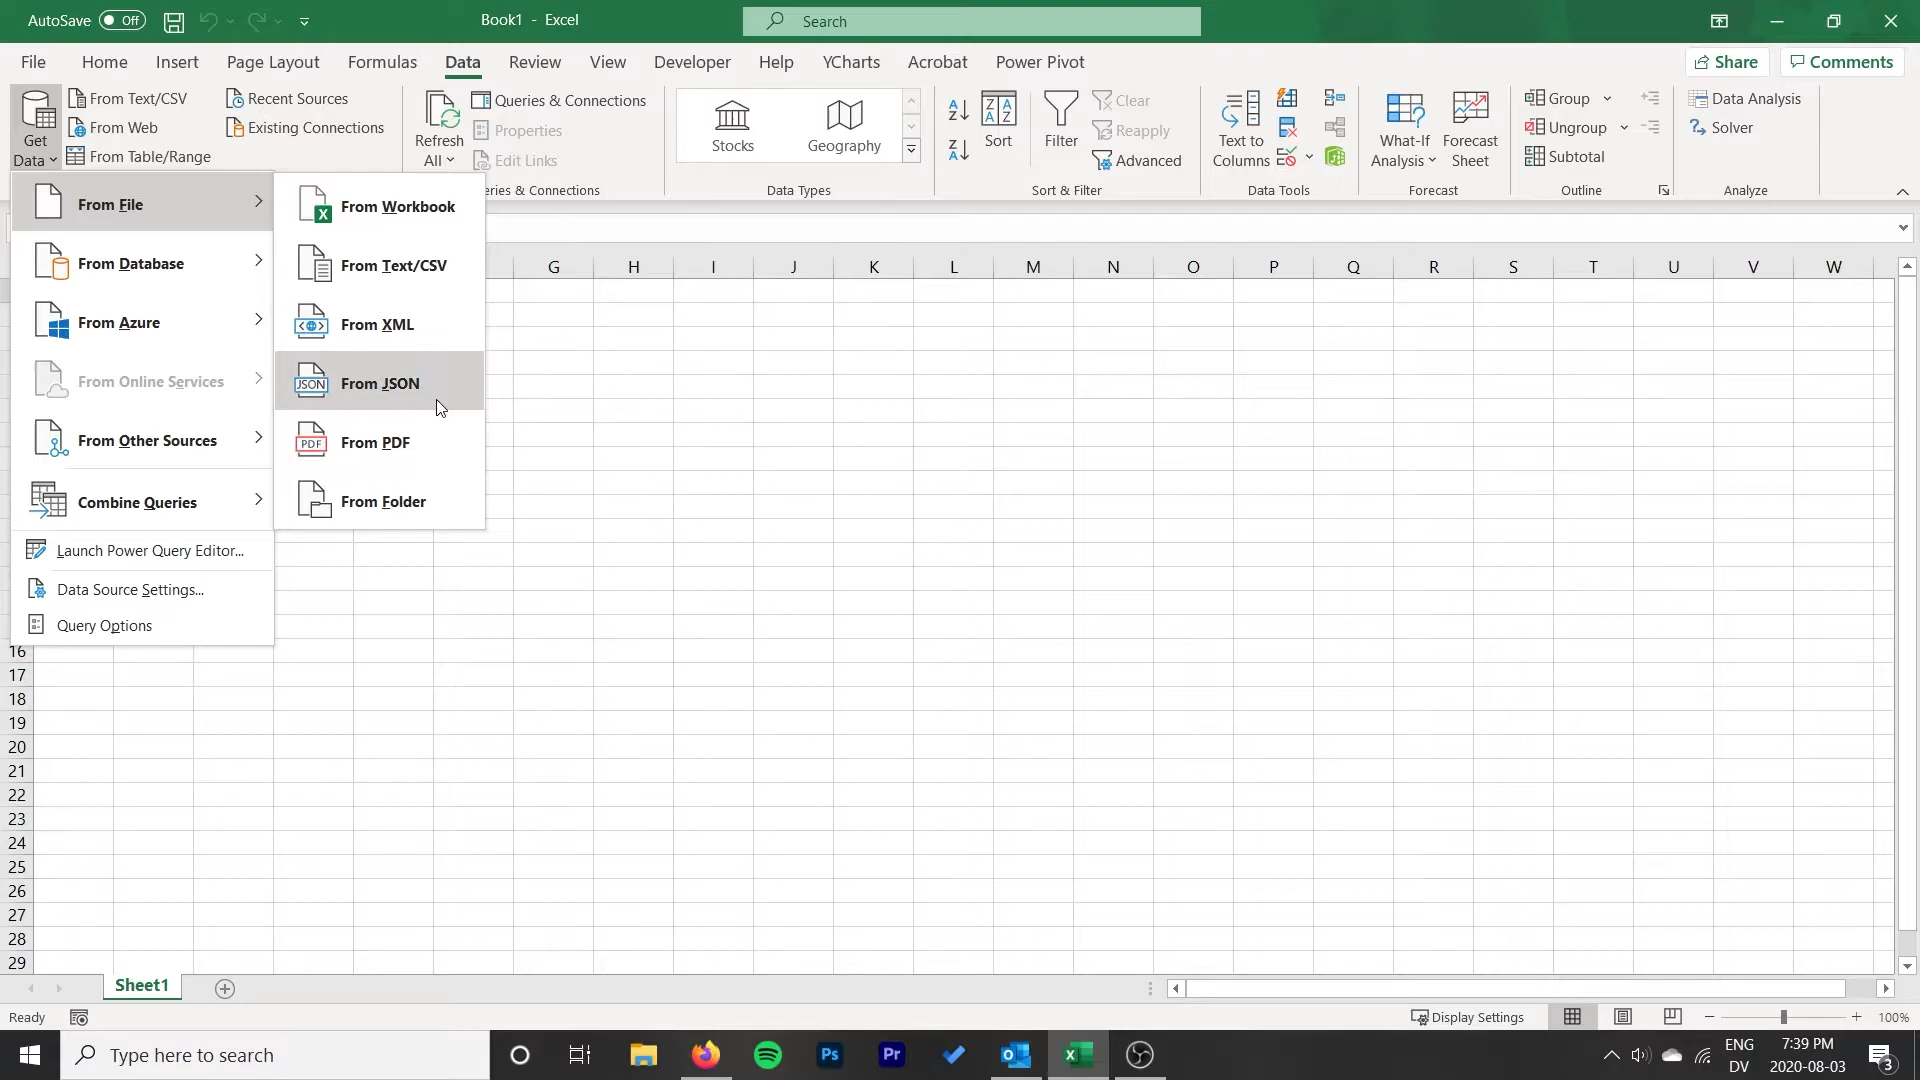 AutoSave Off
Book1 - Excel
Search
File Home Insert Page Layout Formulas Data Review View Developer Help YCharts Acrobat Power Pivot
Share Comments
Get Data
From Text/CSV
From Web
From Table/Range
Recent Sources
Existing Connections
Refresh All
Queries & Connections
Properties
Edit Links
eries & Connections
Stocks
Geography
Data Types
A
Z
Z
A
Z A
A Z
Sort
Filter
Clear
Reapply
Advanced
Sort & Filter
Text to Columns
Data Tools
What-If Analysis
?
Forecast Sheet
Forecast
Group
Ungroup
Subtotal
Outline
Data Analysis
Solver
Analyze
From File
From Database
From Azure
From Online Services
From Other Sources
Combine Queries
Launch Power Query Editor...
Data Source Settings...
Query Options
X From Workbook
From Text/CSV
From XML
JSON From JSON
PDF From PDF
From Folder
G H I J K L M N O P Q R S T U V W
16
17
18
19
20
21
22
23
24
25
26
27
28
29
Sheet1
Ready
Display Settings
100%
Type here to search
Ps
Pr
X
ENG
DV
7:39 PM
2020-08-03
3